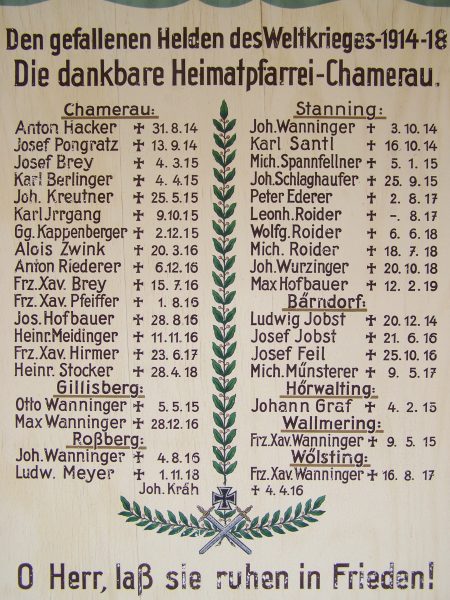 Den gefallenen Helden des Weltkrieges-1914-18
Die dankbare Heimatpfarrei-Chamerau.
Chamerau:
Anton Hacker ✝ 31.8.14
Josef Pongratz ✝ 13.9.14
Josef Brey ✝ 4.3.15
Karl Berlinger ✝ 4.4.15
Joh. Kreutner ✝ 25.5.15
Karl Jrrgang ✝ 9.10.15
Gg. Kappenberger ✝ 2.12.15
Alois Zwink ✝ 20.3.16
Anton Riederer ✝ 6.12.16
Frz. Xav. Brey ✝ 15.7.16
Frz. Xav. Pfeiffer ✝ 1.8.16
Jos. Hofbauer ✝ 28.8.16
Heinr. Meidinger ✝ 11.11.16
Frz. Xav. Hirmer ✝ 23.6.17
Heinr. Stocker ✝ 28.4.18
Gillisberg:
Otto Wanninger ✝ 5.5.15
Max Wanninger ✝ 28.12.16
Roßberg:
Joh. Wanninger ✝ 4.8.16
Ludw. Meyer ✝ 1.11.18
Joh. Kräh ✝ 4.4.16
Stanning:
Joh. Wanninger ✝ 3.10.14
Karl Santl ✝ 16.10.14
Mich. Spannfellner ✝ 5.1.15
Joh. Schlaghaufer ✝ 25.9.15
Peter Ederer ✝ 2.8.17
Leonh. Roider ✝ -.8.17
Wolfg. Roider ✝ 6.6.18
Mich. Roider ✝ 18.7.18
Joh. Wurzinger ✝ 20.10.18
Max Hofbauer ✝ 12.2.19
Bärndorf:
Ludwig Jobst ✝ 20.12.14
Josef Jobst ✝ 21.6.16
Josef Feil ✝ 25.10.16
Mich. Münsterer ✝ 9.5.17
Hörwalting:
Johann Graf ✝ 4.2.15
Wallmering:
Frz. Xav. Wanninger ✝ 9.5.15
Wölsting:
Frz. Xav. Wanninger ✝ 16.8.17
O Herr, laß sie ruhen in Frieden!